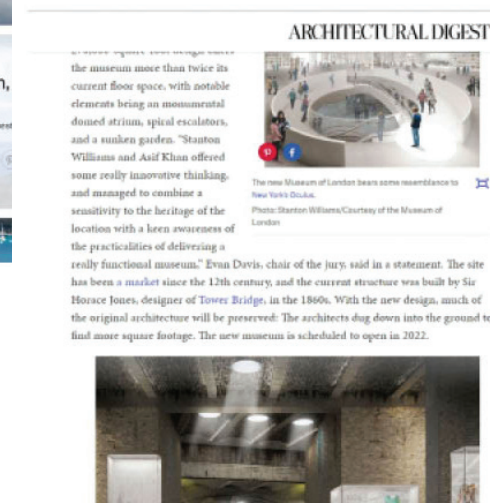 ARCHITECTURAL DIGEST
the museum more than twice its
current floor space, with notable
elements being an monumental
domed atrium, spiral escalators,
and a sunken garden. “Stanton
Williams and Asif Khan offered
some really innovative thinking,
and managed to combine a
sensitivity to the heritage of the
location with a keen awareness of
the practicalities of delivering a
The new Museum of London bears some resemblance to
New York's Oculus.
Photo: Stanton Williams/Courtesy of the Museum of
London
really functional museum,” Evan Davis, chair of the jury, said in a statement. The site
has been a market since the 12th century, and the current structure was built by Sir
Horace Jones, designer of Tower Bridge, in the 1860s. With the new design, much of
the original architecture will be preserved: The architects dug down into the ground to
find more square footage. The new museum is scheduled to open in 2022.